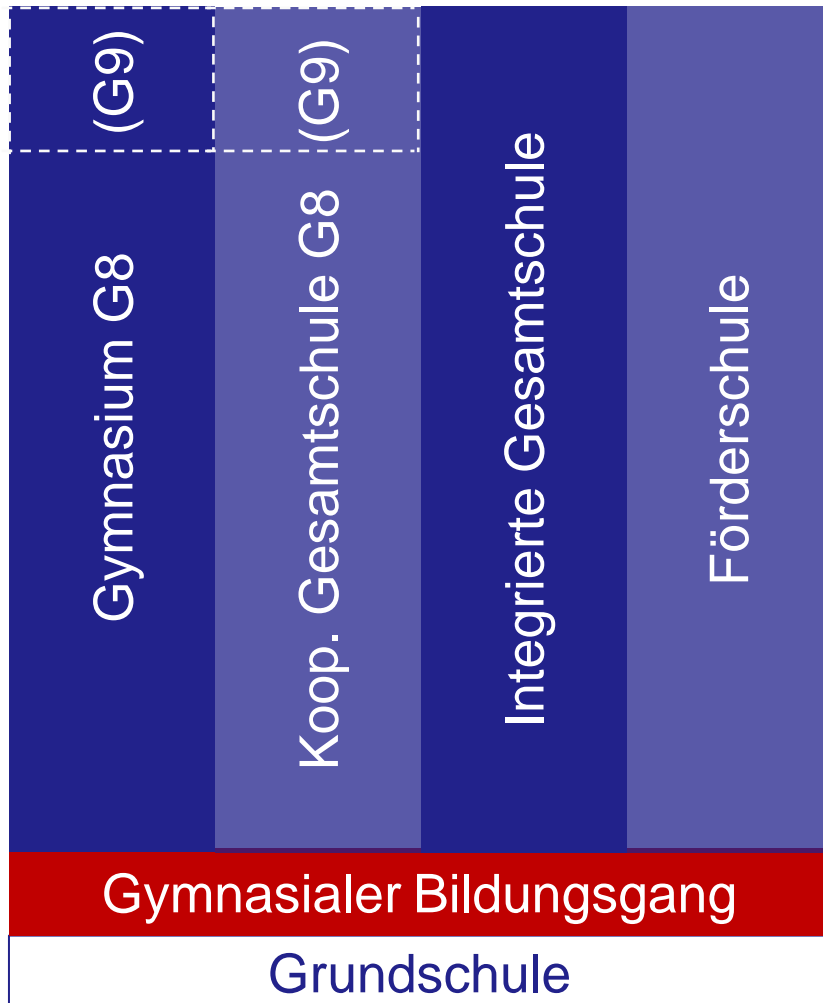 (G9)
Gymnasium G8
(G9)
Koop. Gesamtschule G8
Integrierte Gesamtschule
Förderschule
Gymnasialer Bildungsgang
Grundschule